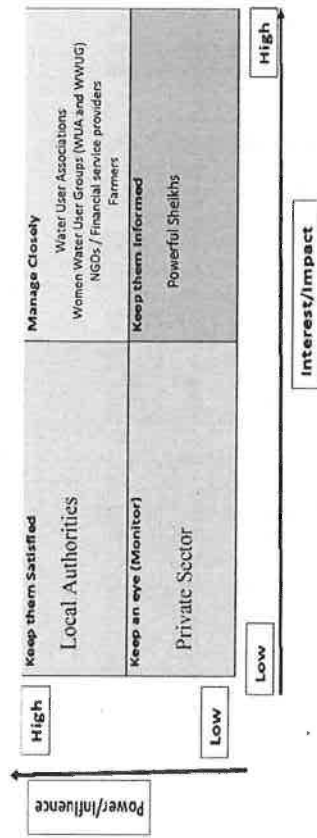 Power/Influence
High
Low
Keep them Satisfied
Local Authorities
Manage Closely
Water User Associations
Women Water User Groups (WUA and WWUG)
NGOs / Financial service providers
Farmers
Keep an eye (Monitor)
Private Sector
Keep them Informed
Powerful Sheikhs
Low
High
Interest/Impact